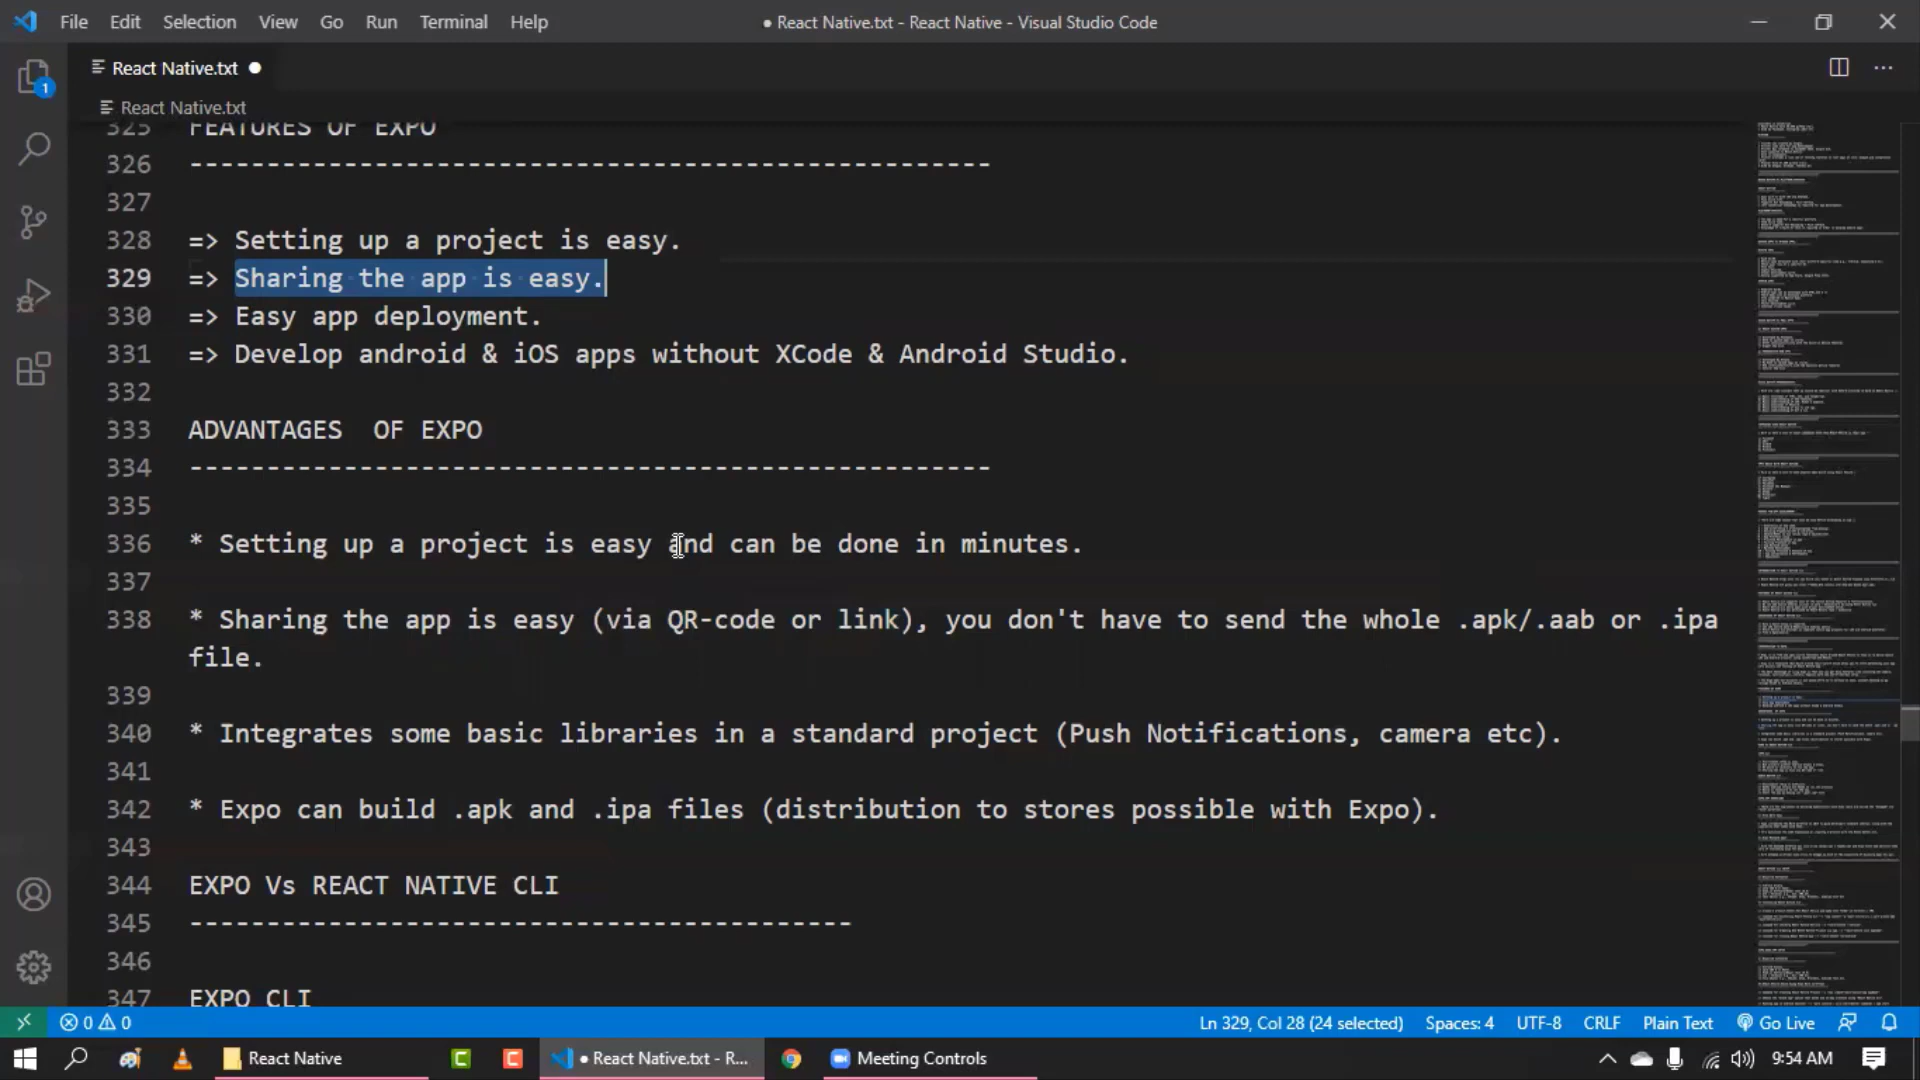 File Edit Selection View Go Run Terminal Help
● React Native.txt - React Native - Visual Studio Code
React Native.txt ●
1
React Native.txt
325 FEATURES OF EXPO
326 ----------------------------------------------------
327
328 => Setting up a project is easy.
329 => Sharing the app is easy.
330 => Easy app deployment.
331 => Develop android & iOS apps without XCode & Android Studio.
332
333 ADVANTAGES  OF EXPO
334 ----------------------------------------------------
335
336 * Setting up a project is easy and can be done in minutes.
337
338 * Sharing the app is easy (via QR-code or link), you don't have to send the whole .apk/.aab or .ipa
file.
339
340 * Integrates some basic libraries in a standard project (Push Notifications, camera etc).
341
342 * Expo can build .apk and .ipa files (distribution to stores possible with Expo).
343
344 EXPO Vs REACT NATIVE CLI
345 -------------------------------------------
346
347 EXPO CLI
0 0 Ln 329, Col 28 (24 selected) Spaces: 4 UTF-8 CRLF Plain Text Go Live
React Native ● React Native.txt - R... Meeting Controls 9:54 AM